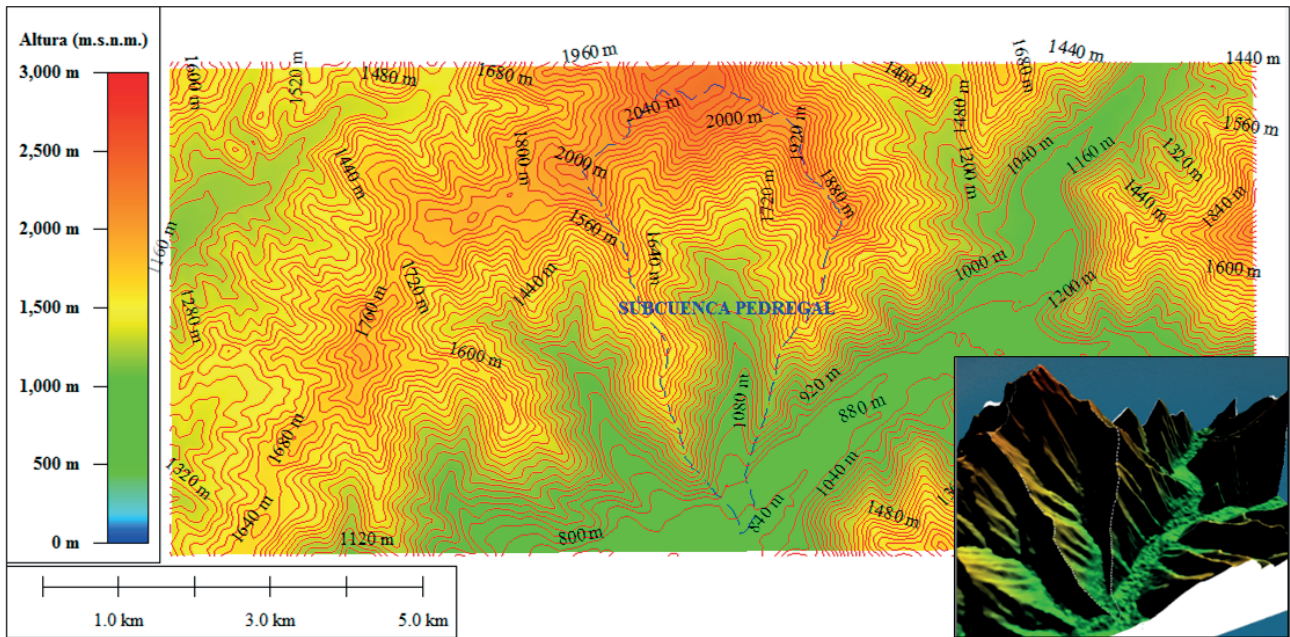 Altura (m.s.n.m.)
3,000 m
2,500 m
2,000 m
1,500 m
1,000 m
500 m
0 m
1600 m
1520 m
1480 m
1680 m
1960 m
1400 m
1680 m
1440 m
1440 m
2040 m
2000 m
1920 m
1480 m
1200 m
1040 m
1160 m
1320 m
1560 m
1440 m
1800 m
2000 m
1720 m
1880 m
1440 m
1840 m
1160 m
1560 m
1640 m
1000 m
1600 m
1280 m
1760 m
1720 m
1440 m
1200 m
SUBCUENCA PEDREGAL
1600 m
1080 m
920 m
880 m
1680 m
1320 m
1040 m
1640 m
1120 m
800 m
840 m
1480 m
1.0 km
3.0 km
5.0 km